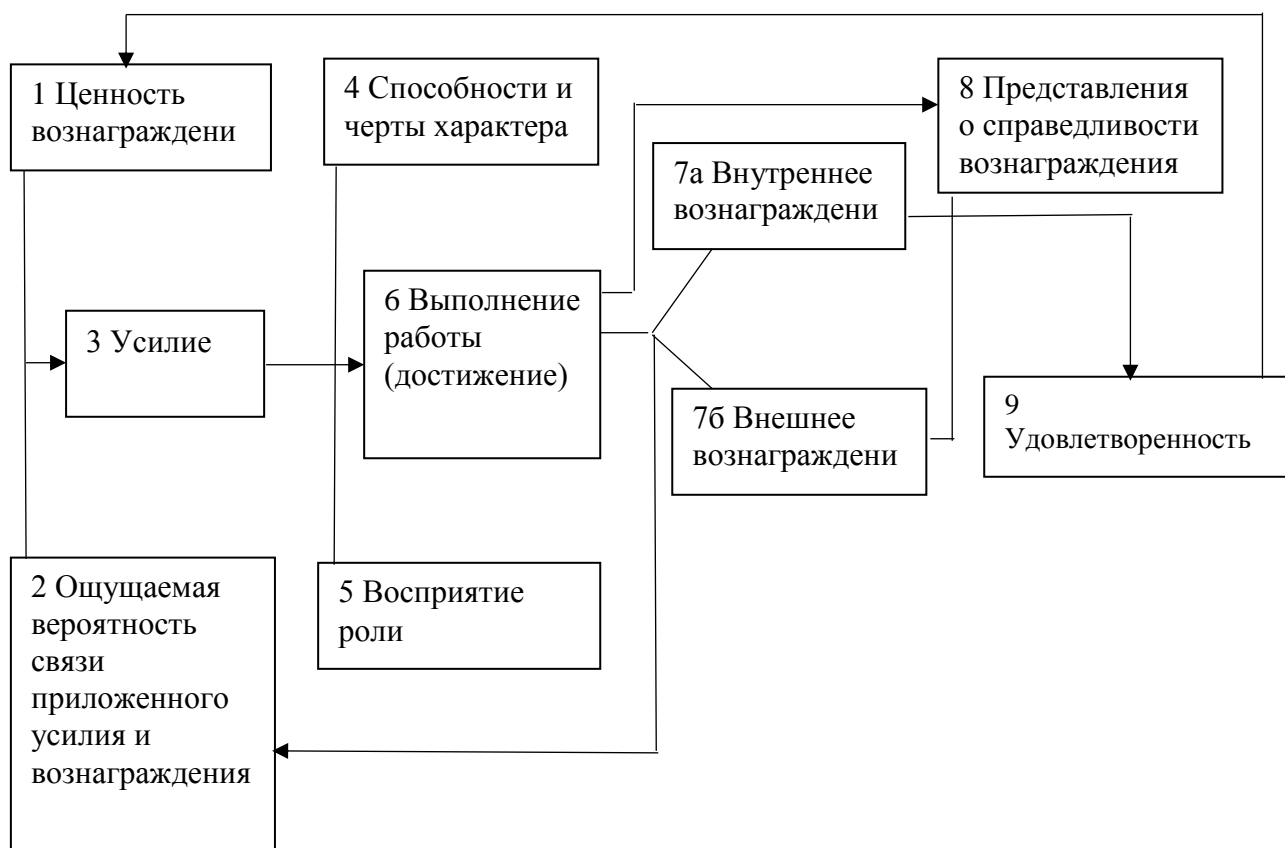 1 Ценность
вознаграждени
2 Ощущаемая
вероятность
связи
приложенного
усилия и
вознаграждения
3 Усилие
4 Способности и
черты характера
5 Восприятие
роли
6 Выполнение
работы
(достижение)
7а Внутреннее
вознаграждени
7б Внешнее
вознаграждени
8 Представления
о справедливости
вознаграждения
9
Удовлетворенность